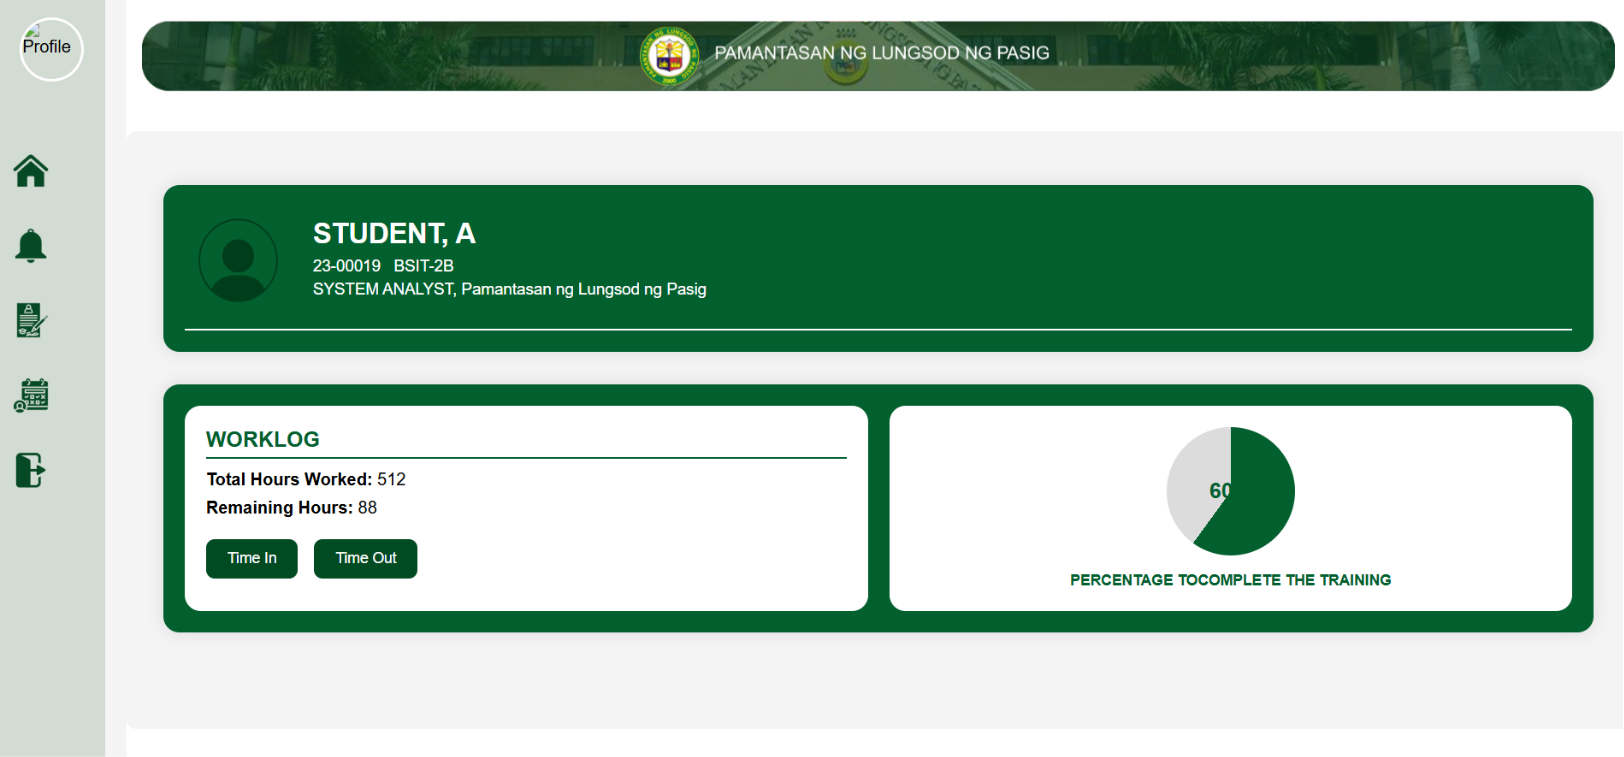 Profile
PAMANTASAN NG LUNGSOD NG PASIG
STUDENT, A
23-00019 BSIT-2B
SYSTEM ANALYST, Pamantasan ng Lungsod ng Pasig
WORKLOG
Total Hours Worked: 512
Remaining Hours: 88
Time In
Time Out
60
PERCENTAGE TOCOMPLETE THE TRAINING